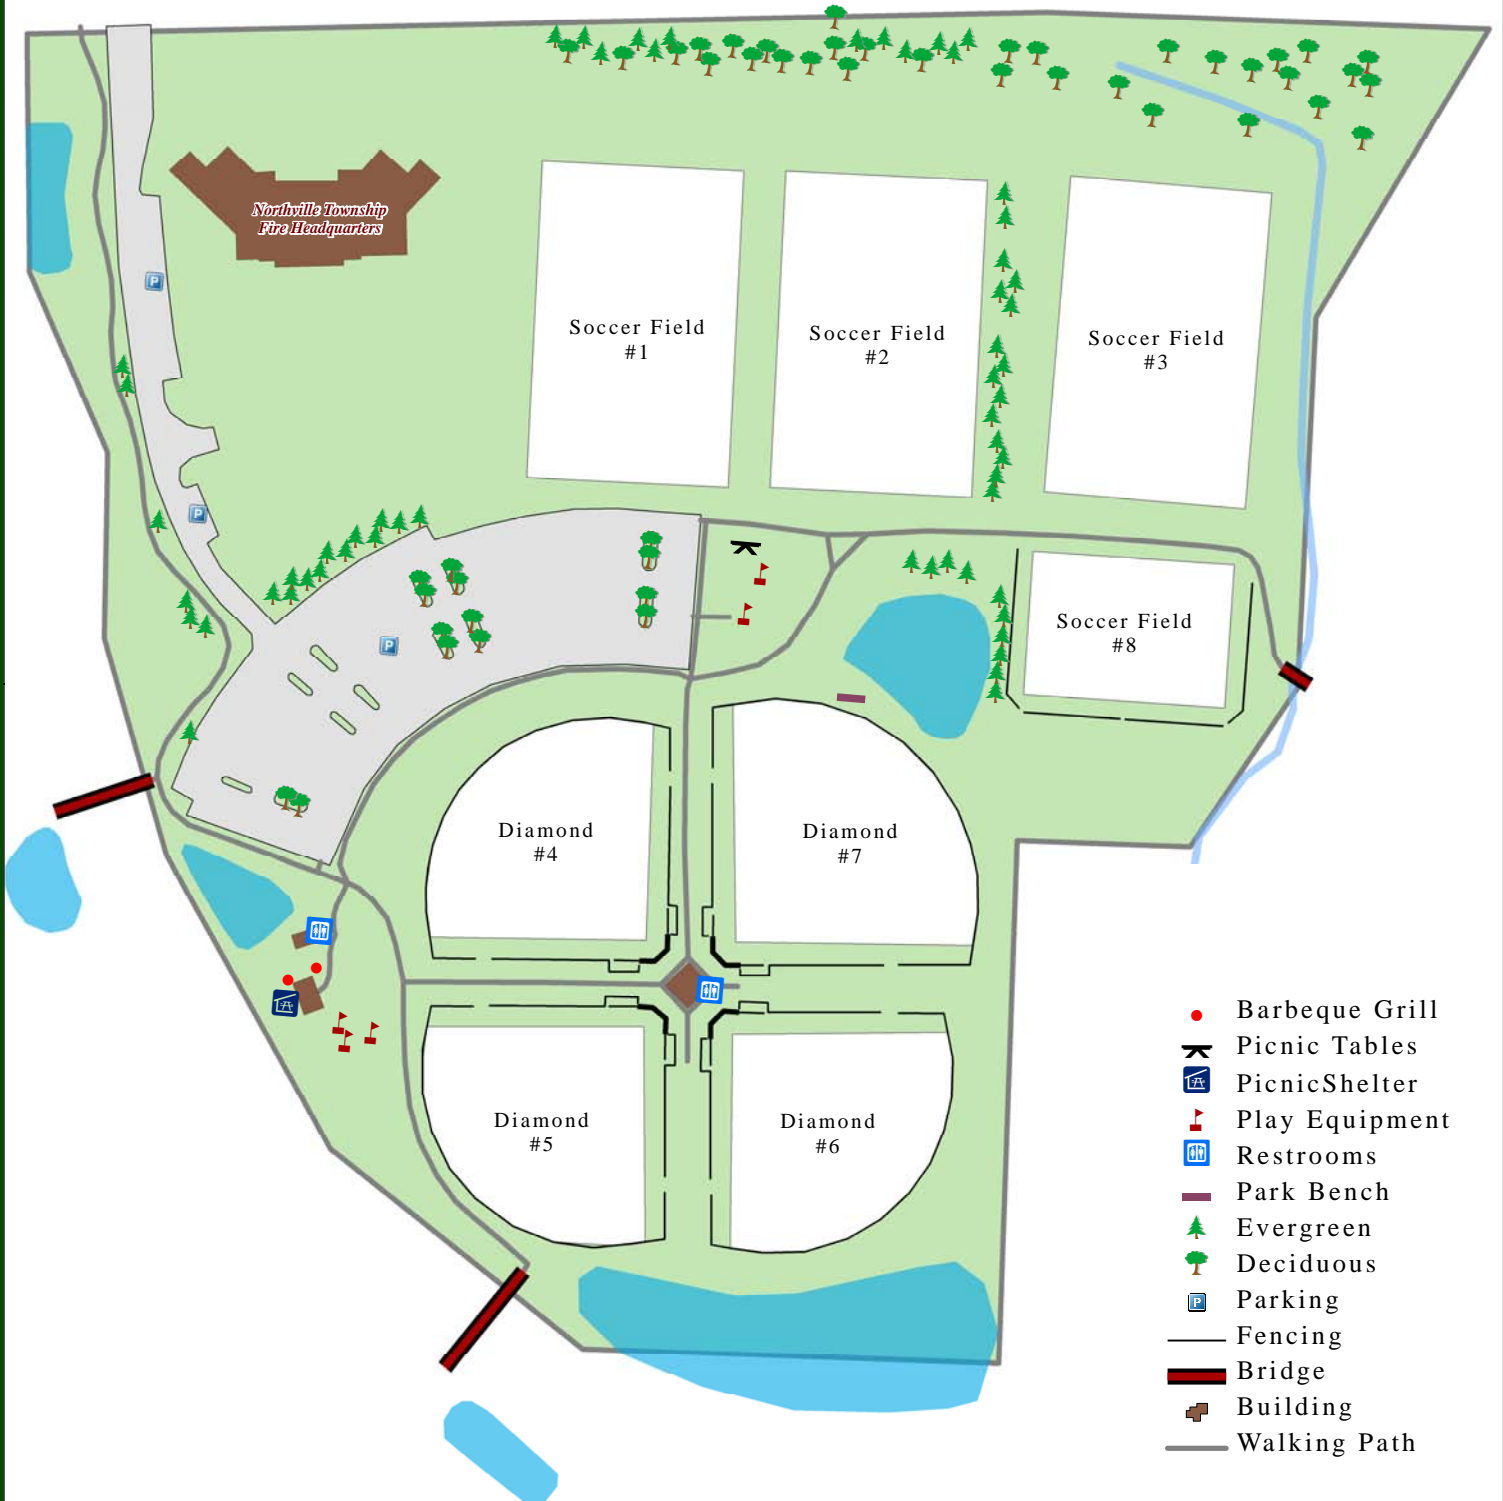 Northville Township
Fire Headquarters
Soccer Field
#1
Soccer Field
#2
Soccer Field
#3
P
P
Soccer Field
#8
P
Diamond
#4
Diamond
#7
Diamond
#5
Diamond
#6
Barbeque Grill
Picnic Tables
PicnicShelter
Play Equipment
Restrooms
Park Bench
Evergreen
Deciduous
P Parking
Fencing
Bridge
Building
Walking Path